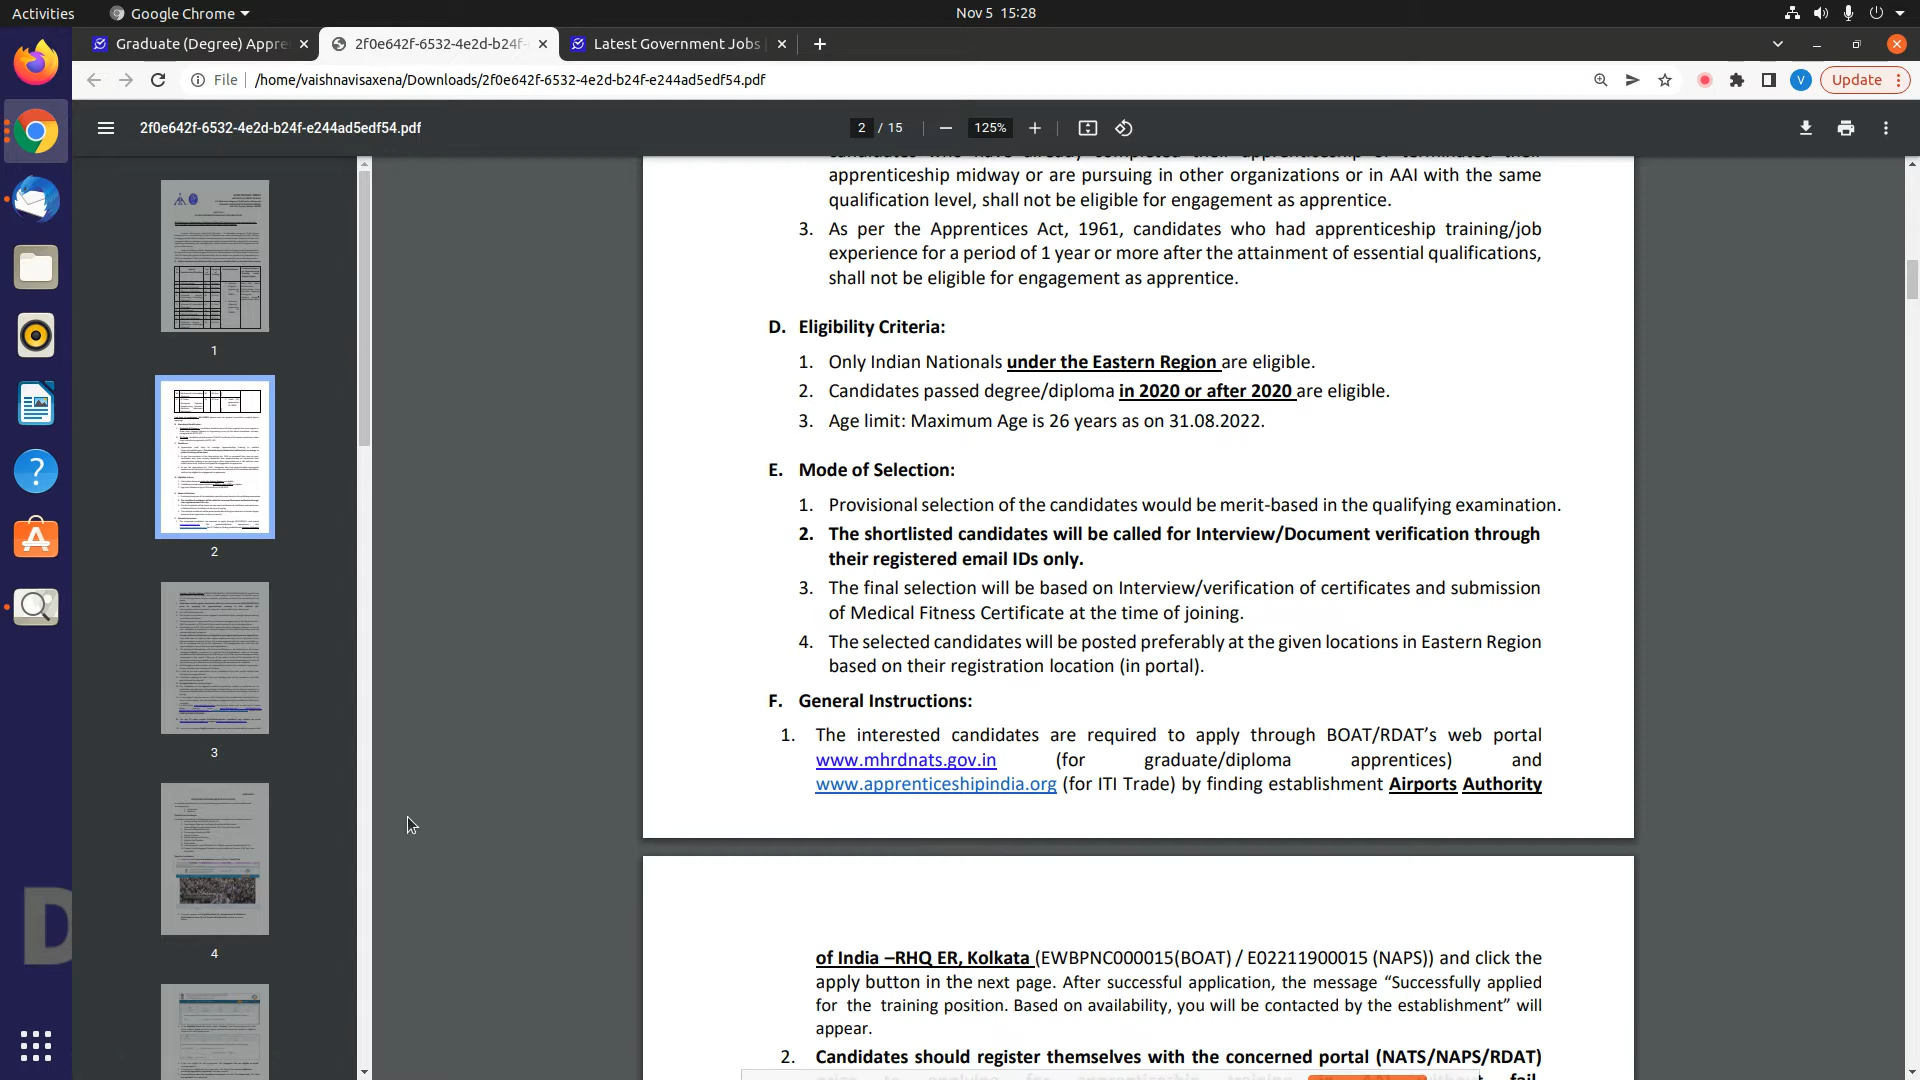 Activities Google Chrome Nov 5 15:28
Graduate (Degree) Appre 2f0e642f-6532-4e2d-b24f- Latest Government Jobs
File /home/vaishnavisaxena/Downloads/2f0e642f-6532-4e2d-b24f-e244ad5edf54.pdf V Update
2f0e642f-6532-4e2d-b24f-e244ad5edf54.pdf 2 / 15 125%
apprenticeship midway or are pursuing in other organizations or in AAI with the same
qualification level, shall not be eligible for engagement as apprentice.
3. As per the Apprentices Act, 1961, candidates who had apprenticeship training/job
experience for a period of 1 year or more after the attainment of essential qualifications,
shall not be eligible for engagement as apprentice.
D. Eligibility Criteria:
1. Only Indian Nationals under the Eastern Region are eligible.
2. Candidates passed degree/diploma in 2020 or after 2020 are eligible.
3. Age limit: Maximum Age is 26 years as on 31.08.2022.
E. Mode of Selection:
1. Provisional selection of the candidates would be merit-based in the qualifying examination.
2. The shortlisted candidates will be called for Interview/Document verification through
their registered email IDs only.
3. The final selection will be based on Interview/verification of certificates and submission
of Medical Fitness Certificate at the time of joining.
4. The selected candidates will be posted preferably at the given locations in Eastern Region
based on their registration location (in portal).
F. General Instructions:
1. The interested candidates are required to apply through BOAT/RDAT’s web portal
www.mhrdnats.gov.in (for graduate/diploma apprentices) and
www.apprenticeshipindia.org (for ITI Trade) by finding establishment Airports Authority
of India –RHQ ER, Kolkata (EWBPNC000015(BOAT) / E02211900015 (NAPS)) and click the
apply button in the next page. After successful application, the message “Successfully applied
for the training position. Based on availability, you will be contacted by the establishment” will
appear.
2. Candidates should register themselves with the concerned portal (NATS/NAPS/RDAT)
1
2
3
4